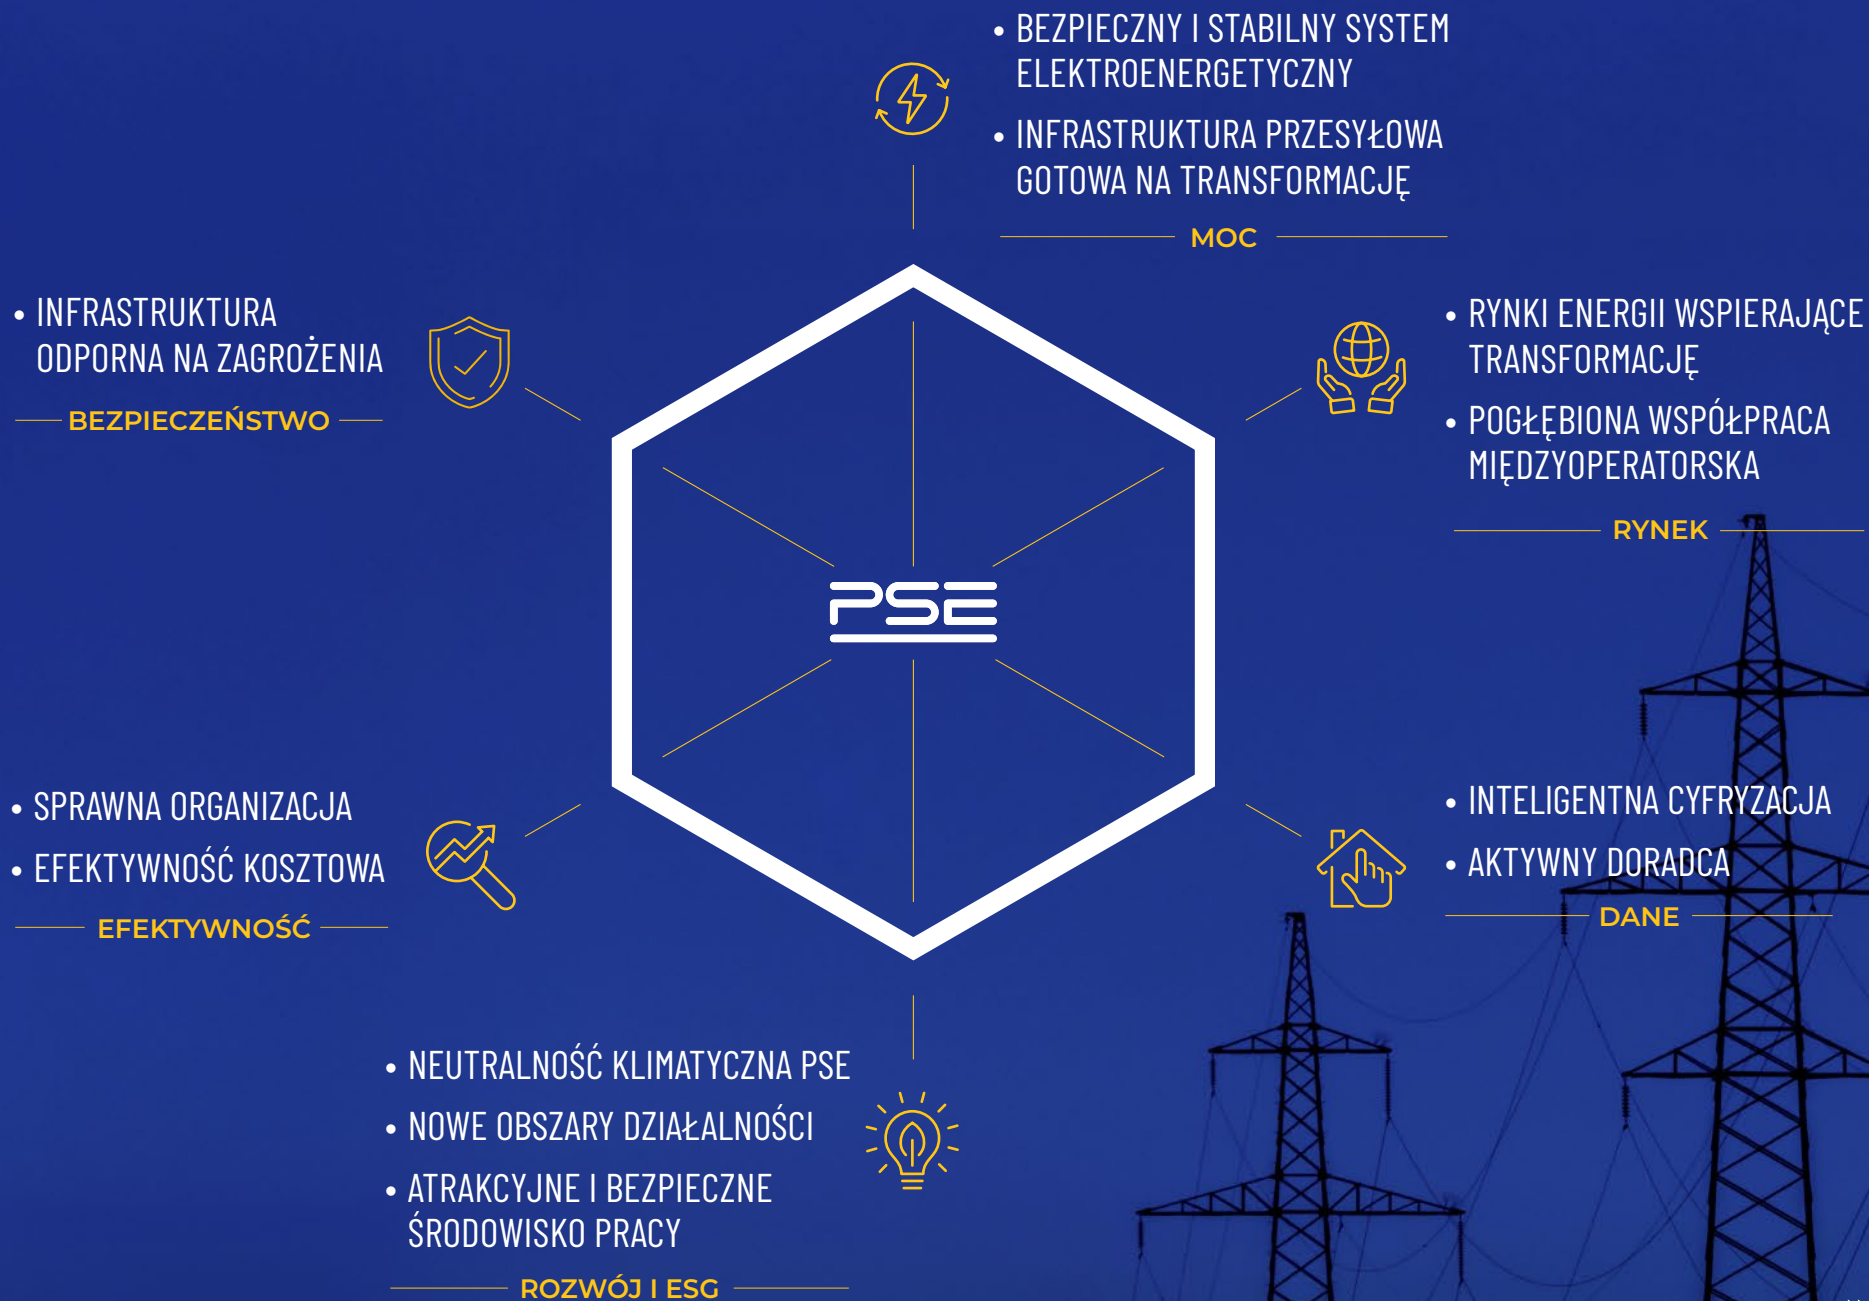 • BEZPIECZNY I STABILNY SYSTEM
ELEKTROENERGETYCZNY
• INFRASTRUKTURA PRZESYŁOWA
GOTOWA NA TRANSFORMACJĘ
MOC
• INFRASTRUKTURA
ODPORNA NA ZAGROŻENIA
BEZPIECZEŃSTWO
• RYNKI ENERGII WSPIERAJĄCE
TRANSFORMACJĘ
• POGŁĘBIONA WSPÓŁPRACA
MIĘDZYOPERATORSKA
RYNEK
PSE
• SPRAWNA ORGANIZACJA
• EFEKTYWNOŚĆ KOSZTOWA
EFEKTYWNOŚĆ
• INTELIGENTNA CYFRYZACJA
• AKTYWNY DORADCA
DANE
• NEUTRALNOŚĆ KLIMATYCZNA PSE
• NOWE OBSZARY DZIAŁALNOŚCI
• ATRAKCYJNE I BEZPIECZNE
ŚRODOWISKO PRACY
ROZWÓJ I ESG